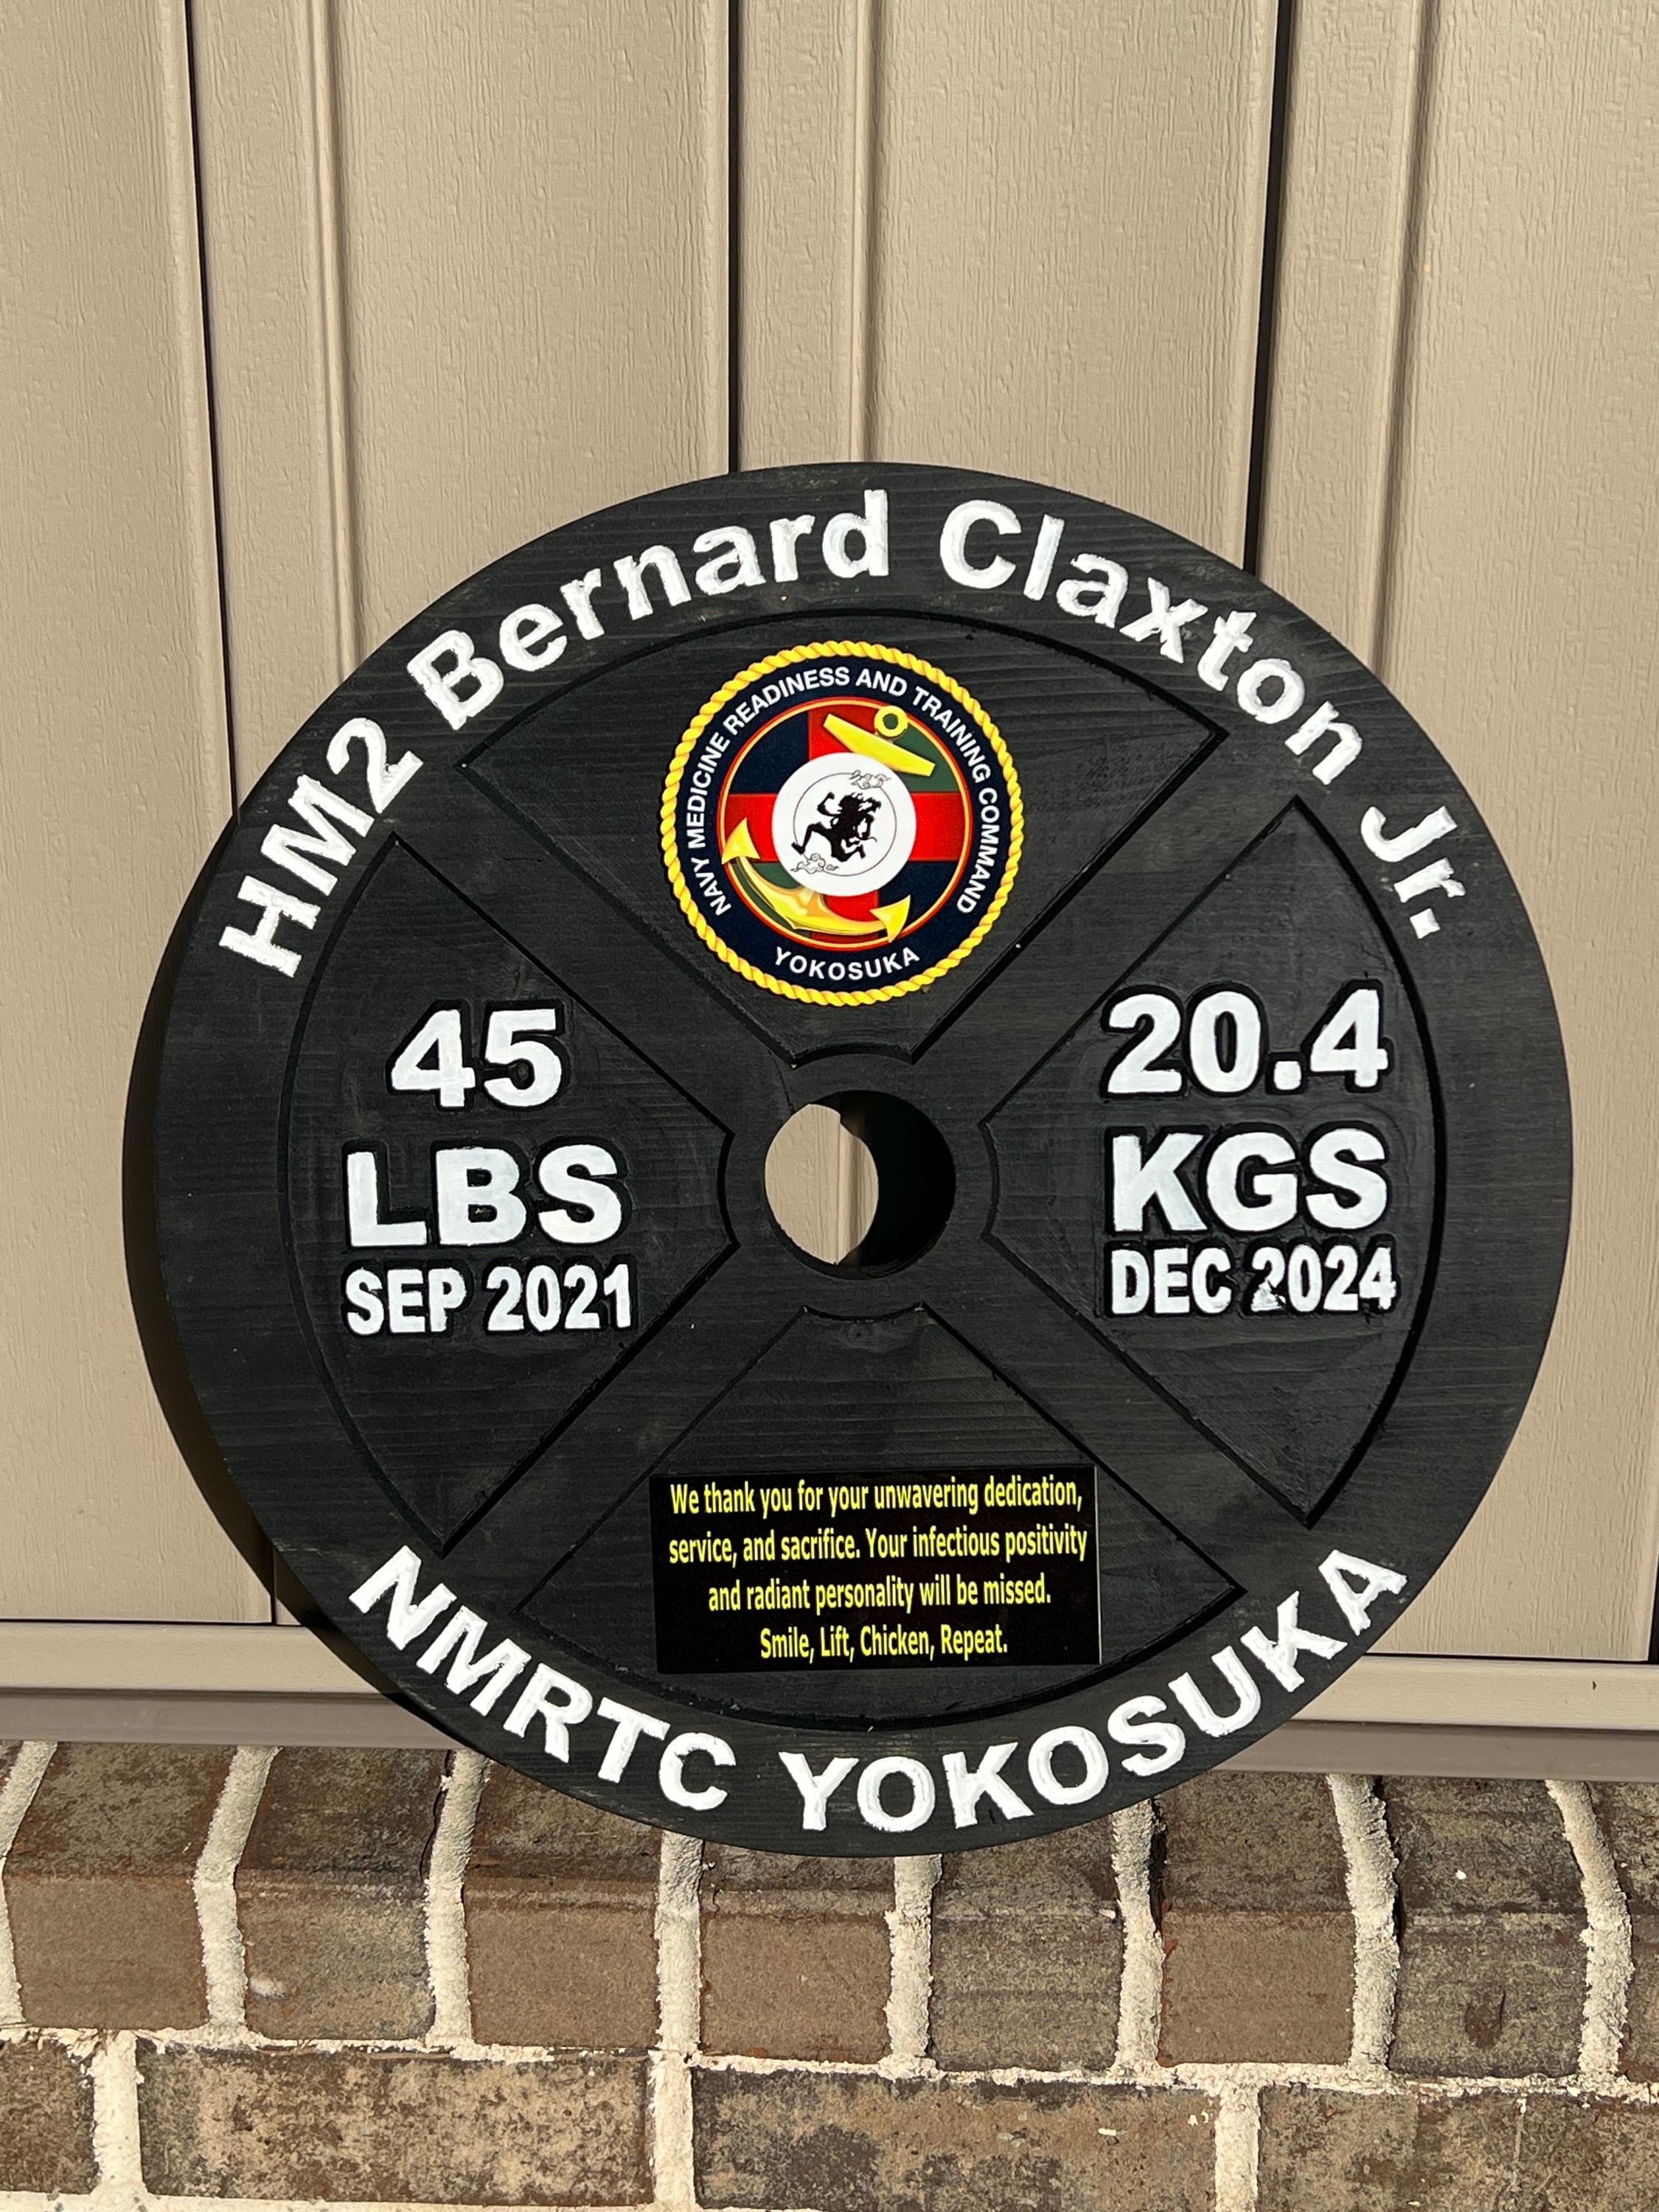 HM2 Bernard Claxton Jr.
NAVY MEDICINE READINESS AND TRAINING COMMAND
YOKOSUKA
45
LBS
SEP 2021
20.4
KGS
DEC 2024
We thank you for your unwavering dedication,
service, and sacrifice. Your infectious positivity
and radiant personality will be missed.
Smile, Lift, Chicken, Repeat.
NMRTC YOKOSUKA